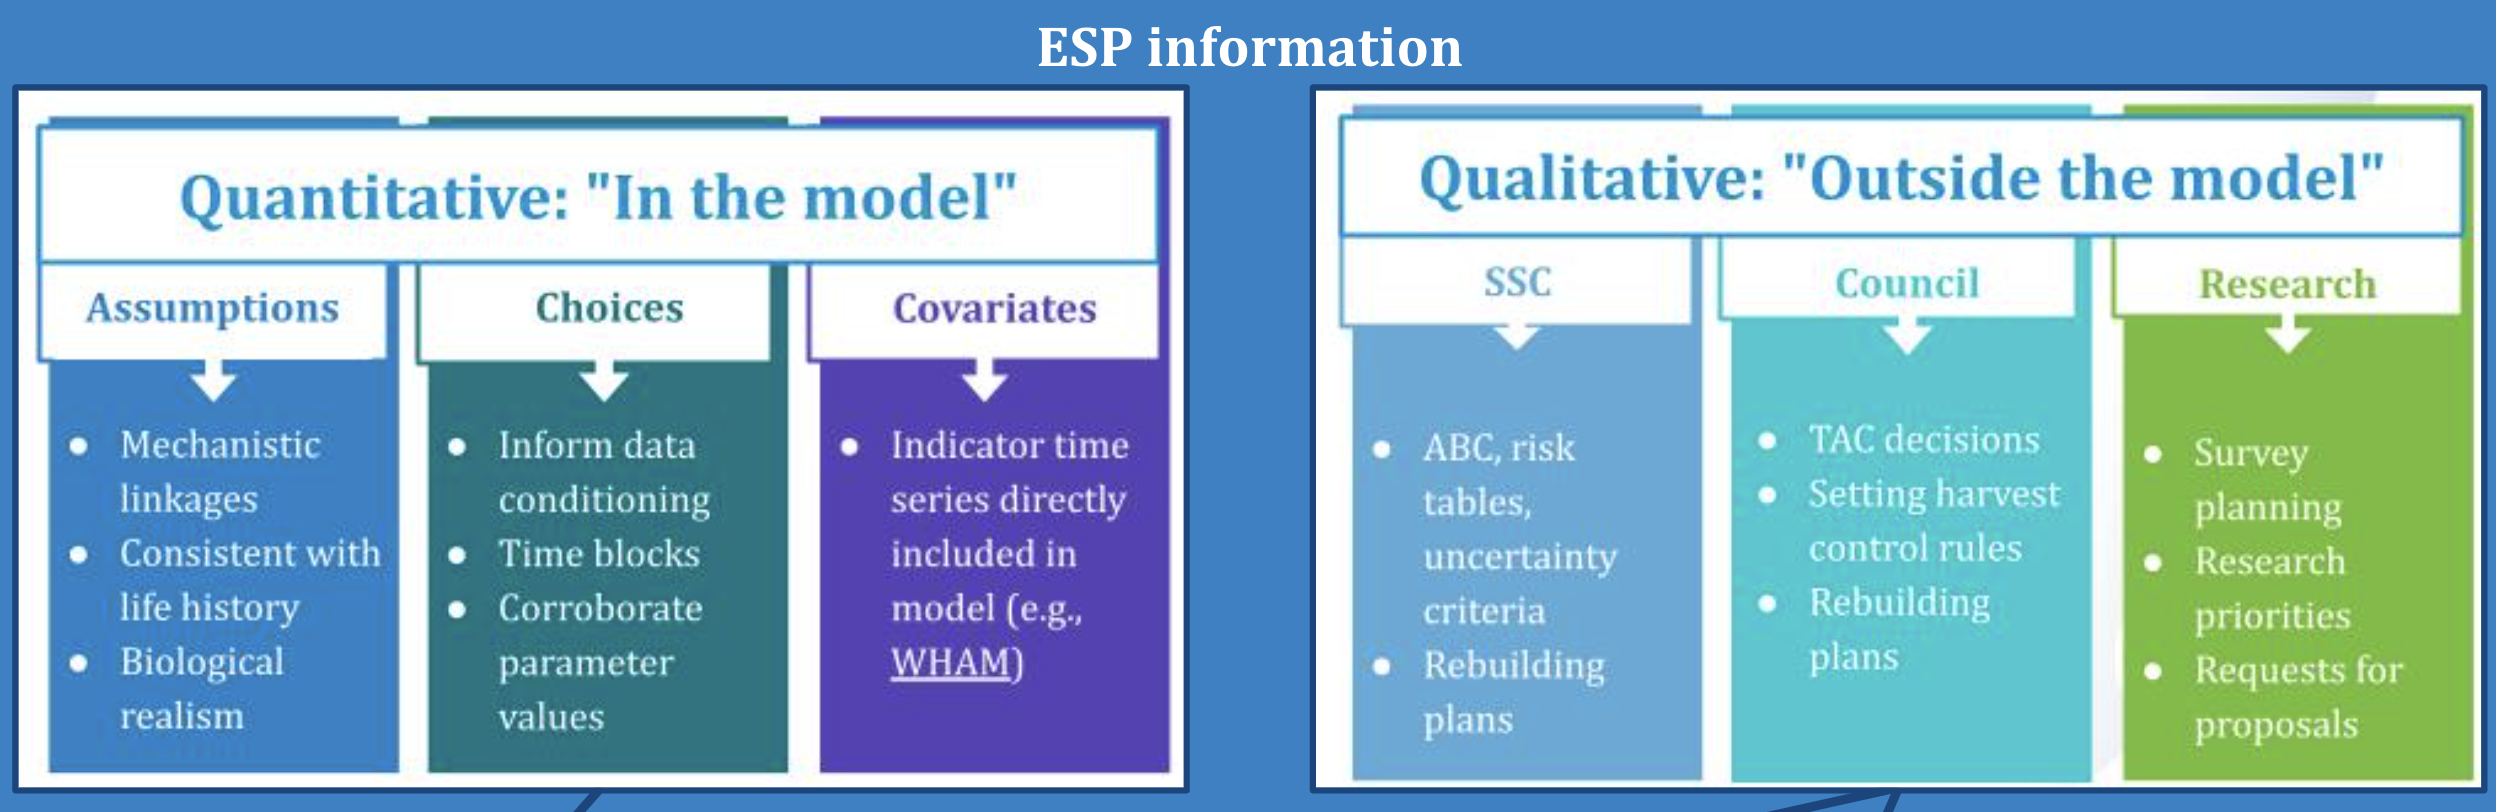 ESP information
Quantitative: "In the model"
Assumptions
● Mechanistic
linkages
● Consistent with
life history
● Biological
realism
Choices
● Inform data
conditioning
● Time blocks
● Corroborate
parameter
values
Covariates
● Indicator time
series directly
included in
model (e.g.,
WHAM)
Qualitative: "Outside the model"
SSC
● ABC, risk
tables,
uncertainty
criteria
● Rebuilding
plans
Council
● TAC decisions
● Setting harvest
control rules
● Rebuilding
plans
Research
● Survey
planning
● Research
priorities
● Requests for
proposals